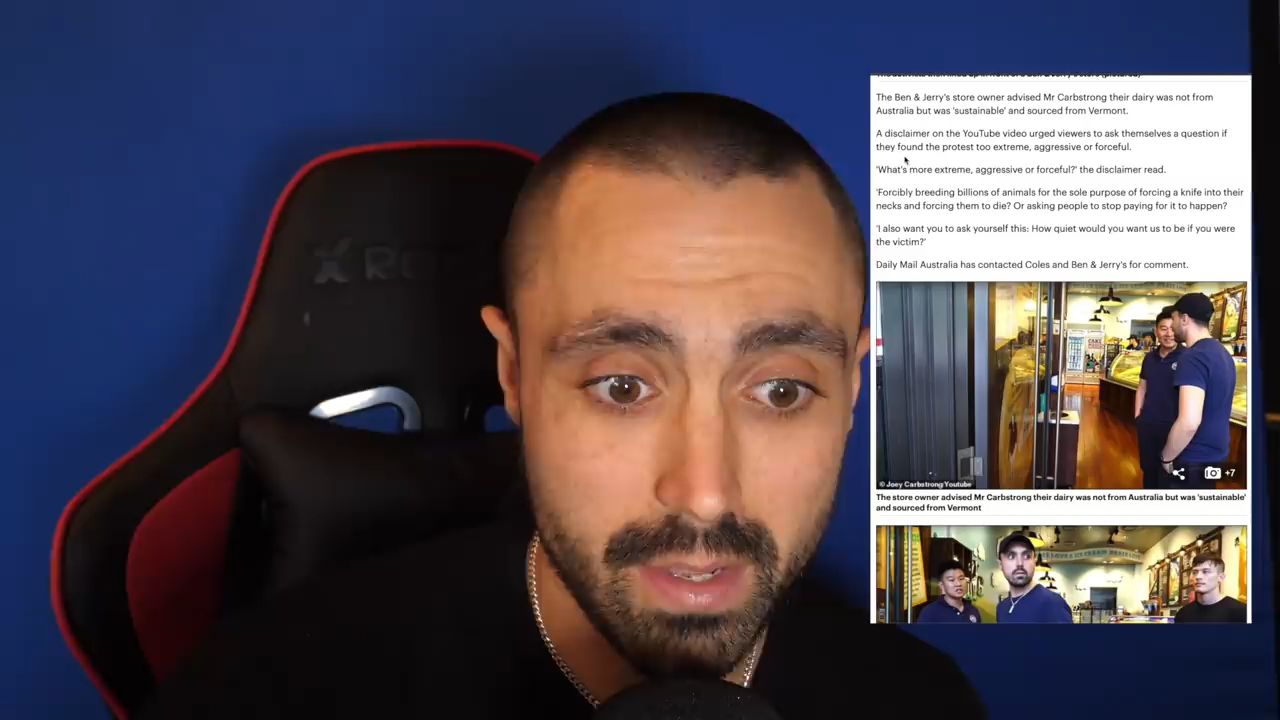 The Ben & Jerry's store owner advised Mr Carbstrong their dairy was not from
Australia but was 'sustainable' and sourced from Vermont.
A disclaimer on the YouTube video urged viewers to ask themselves a question if
they found the protest too extreme, aggressive or forceful.
'What's more extreme, aggressive or forceful?' the disclaimer read.
'Forcibly breeding billions of animals for the sole purpose of forcing a knife into their
necks and forcing them to die? Or asking people to stop paying for it to happen?
'I also want you to ask yourself this: How quiet would you want us to be if you were
the victim?'
Daily Mail Australia has contacted Coles and Ben & Jerry's for comment.
+7
© Joey Carbstrong Youtube
The store owner advised Mr Carbstrong their dairy was not from Australia but was 'sustainable'
and sourced from Vermont